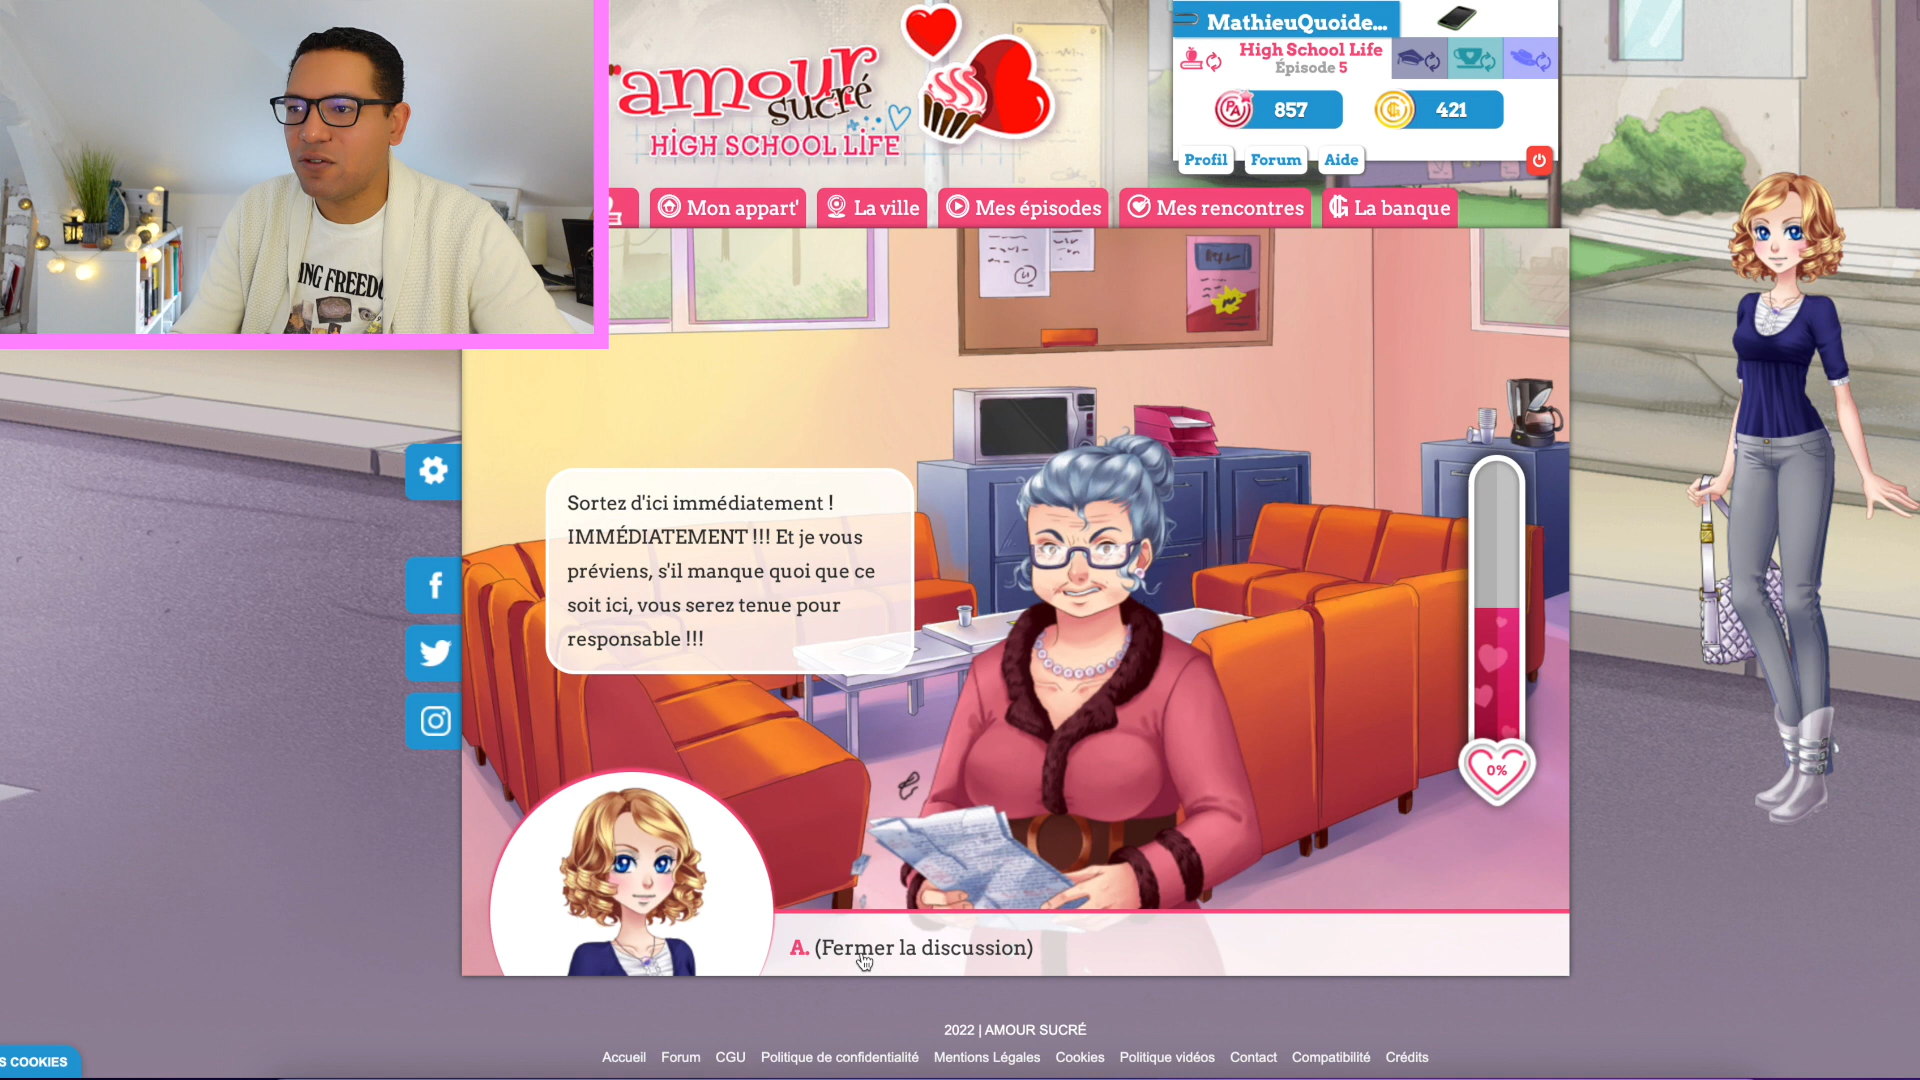 ING FREEDO
amour
sucré
HIGH SCHOOL LIFE
MathieuQuoide...
High School Life
Épisode 5
PA 857
421
Profil Forum Aide
Mon appart' La ville Mes épisodes Mes rencontres La banque
Sortez d'ici immédiatement !
IMMÉDIATEMENT !!! Et je vous
préviens, s'il manque quoi que ce
soit ici, vous serez tenue pour
responsable !!!
0%
A. (Fermer la discussion)
2022 | AMOUR SUCRÉ
Accueil Forum CGU Politique de confidentialité Mentions Légales Cookies Politique vidéos Contact Compatibilité Crédits
S COOKIES